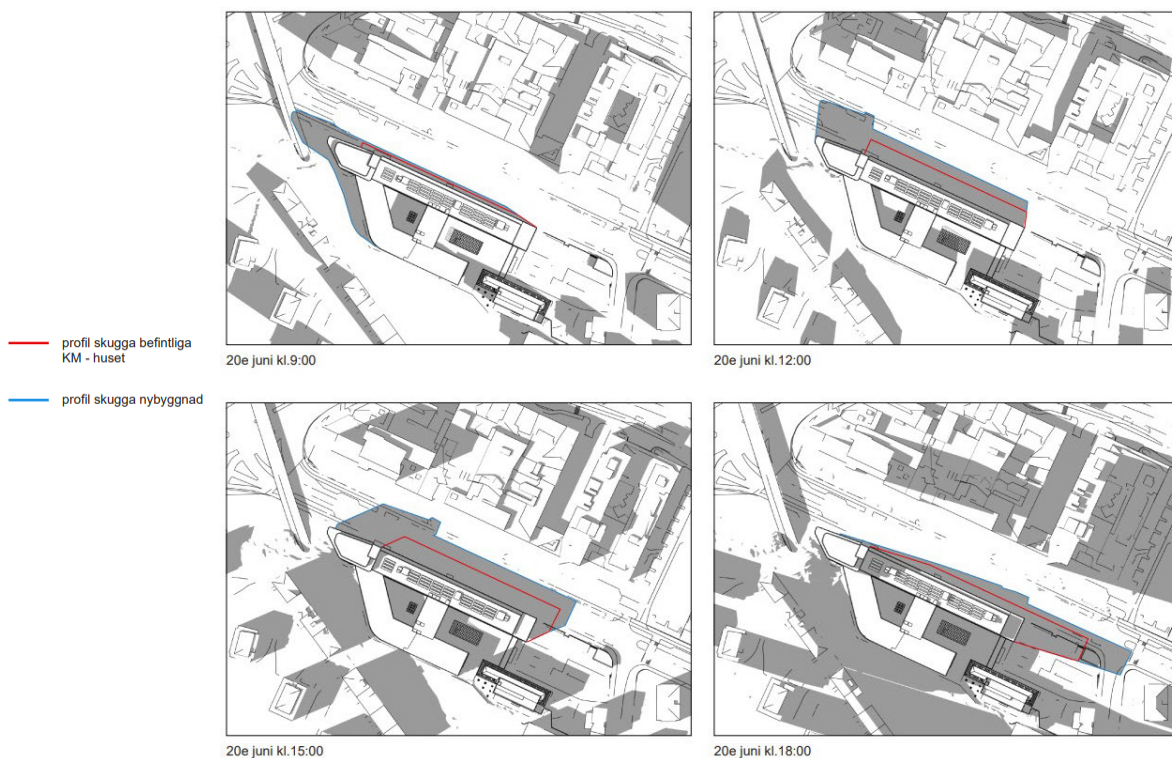 20e juni kl.9:00
20e juni kl.12:00
profil skugga befintliga
KM - huset
profil skugga nybyggnad
20e juni kl.15:00
20e juni kl.18:00